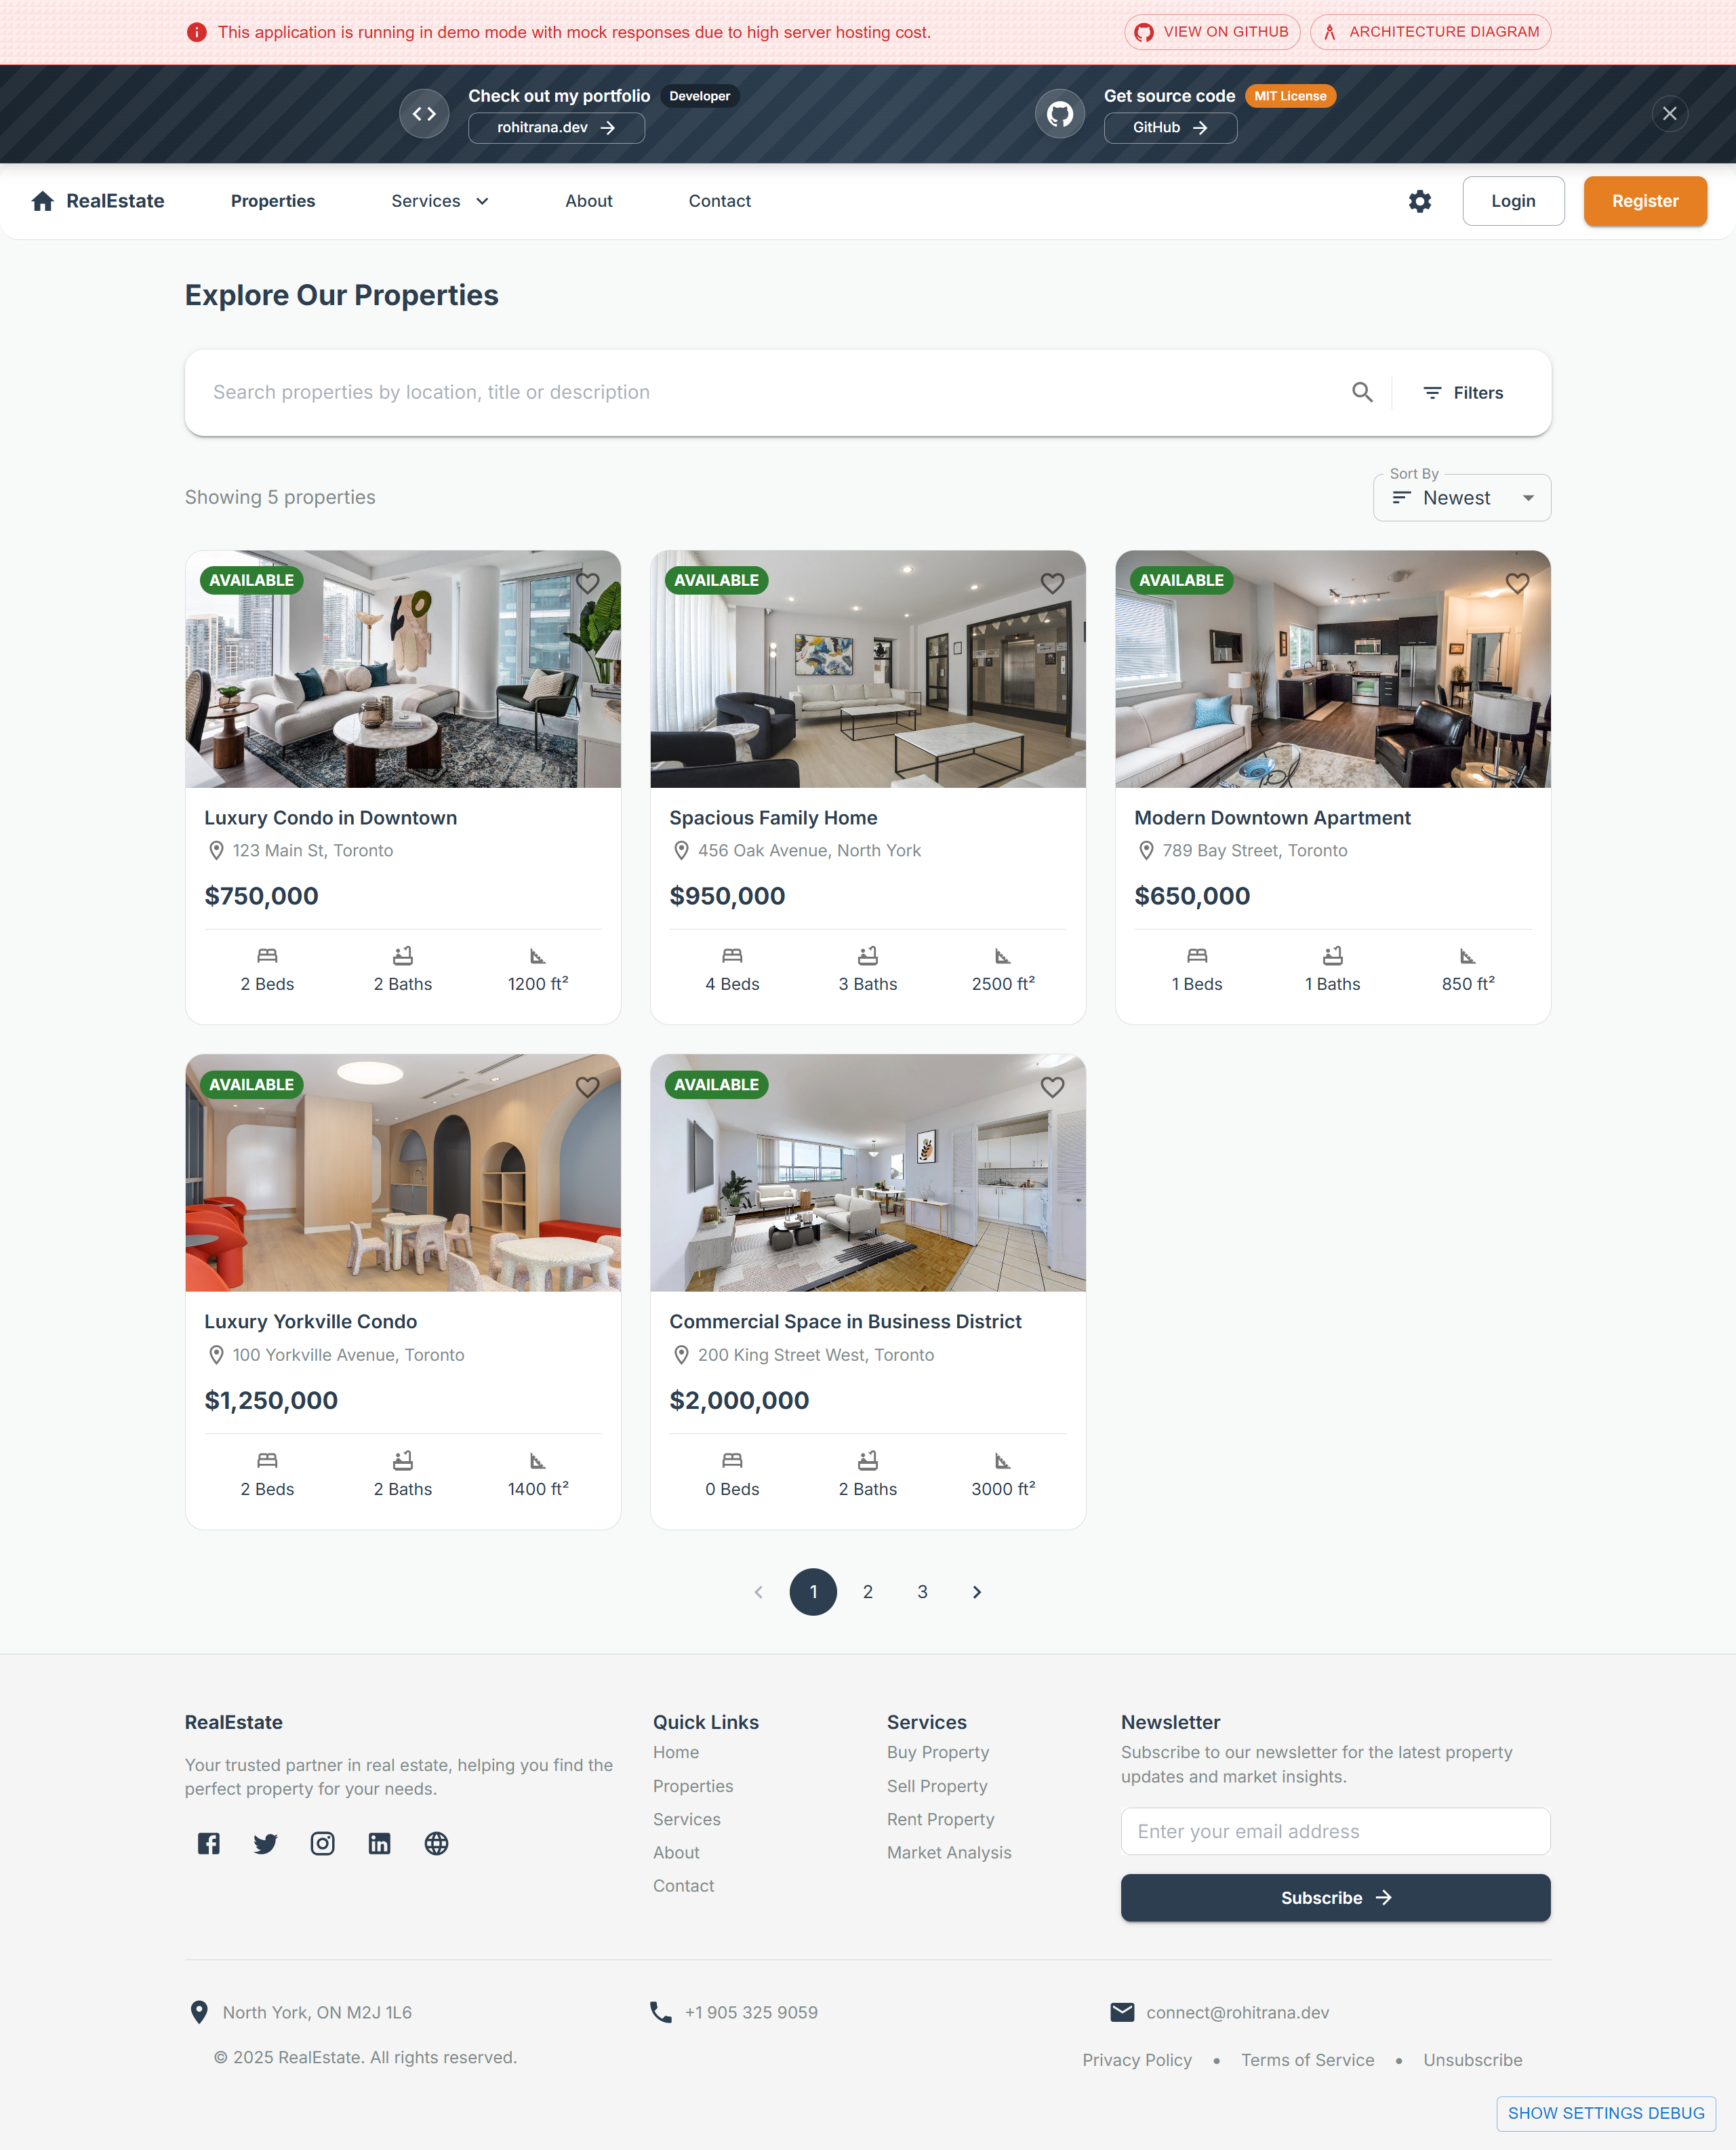 This application is running in demo mode with mock responses due to high server hosting cost.
VIEW ON GITHUB
ARCHITECTURE DIAGRAM
Check out my portfolio Developer
rohitrana.dev
Get source code MIT License
GitHub
RealEstate
Properties
Services
About
Contact
Login
Register
Explore Our Properties
Search properties by location, title or description
Filters
Showing 5 properties
Sort By
Newest
AVAILABLE
Luxury Condo in Downtown
123 Main St, Toronto
$750,000
2 Beds
2 Baths
1200 ft²
AVAILABLE
Spacious Family Home
456 Oak Avenue, North York
$950,000
4 Beds
3 Baths
2500 ft²
AVAILABLE
Modern Downtown Apartment
789 Bay Street, Toronto
$650,000
1 Beds
1 Baths
850 ft²
AVAILABLE
Luxury Yorkville Condo
100 Yorkville Avenue, Toronto
$1,250,000
2 Beds
2 Baths
1400 ft²
AVAILABLE
Commercial Space in Business District
200 King Street West, Toronto
$2,000,000
0 Beds
2 Baths
3000 ft²
1
2
3
RealEstate
Your trusted partner in real estate, helping you find the
perfect property for your needs.
Quick Links
Home
Properties
Services
About
Contact
Services
Buy Property
Sell Property
Rent Property
Market Analysis
Newsletter
Subscribe to our newsletter for the latest property
updates and market insights.
Enter your email address
Subscribe
North York, ON M2J 1L6
+1 905 325 9059
connect@rohitrana.dev
© 2025 RealEstate. All rights reserved.
Privacy Policy • Terms of Service • Unsubscribe
SHOW SETTINGS DEBUG